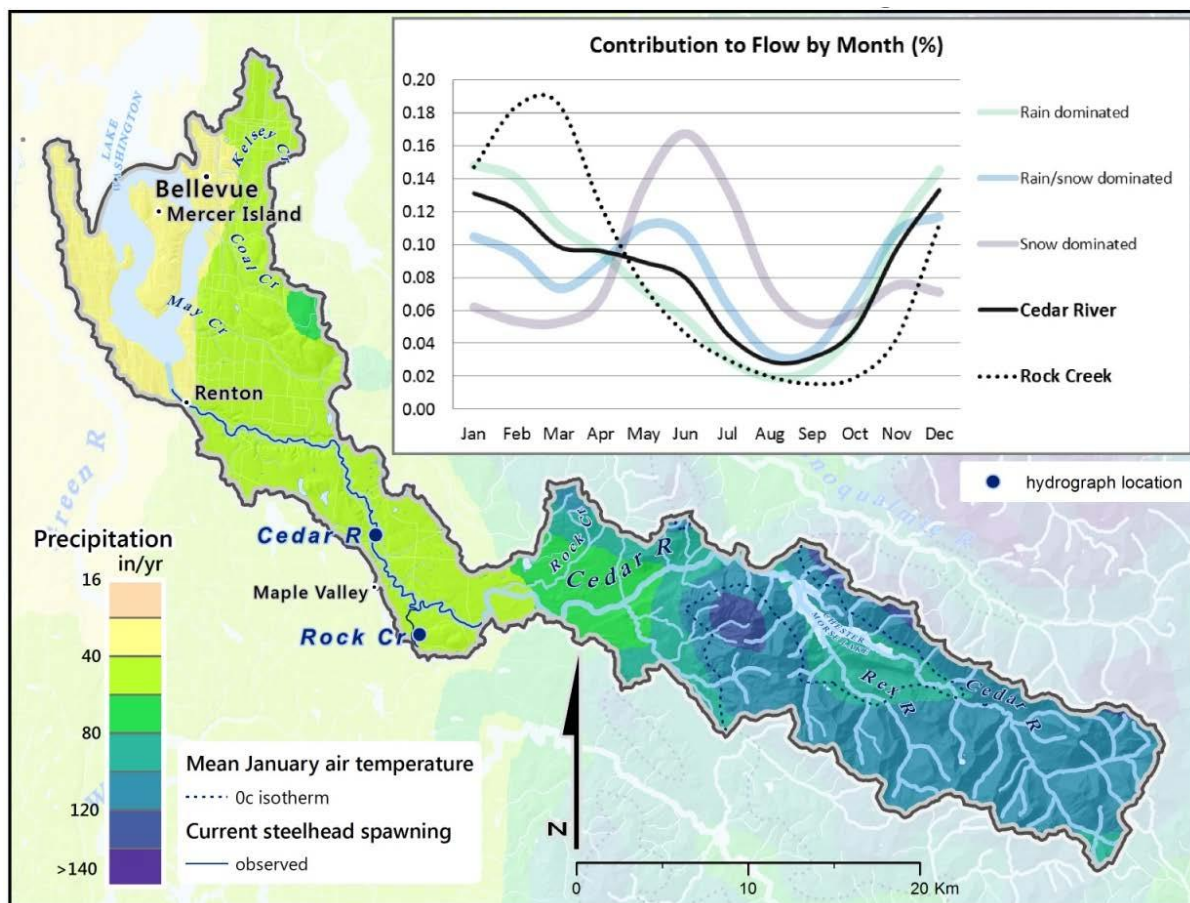 Contribution to Flow by Month (%)
0.20
0.18
0.16
0.14
0.12
0.10
0.08
0.06
0.04
0.02
0.00
Jan Feb Mar Apr May Jun Jul Aug Sep Oct Nov Dec
Rain dominated
Rain/snow dominated
Snow dominated
Cedar River
Rock Creek
hydrograph location
LAKE
WASHINGTON
Kelsey Cr
Bellevue
Mercer Island
Coal Cr
May Cr
Renton
Green R
Cedar R
Maple Valley
Rock Cr
Rock Cr
Cedar R
CHESTER
MORSE LAKE
Rex R
Cedar R
Precipitation
in/yr
16
40
80
120
>140
Mean January air temperature
0c isotherm
Current steelhead spawning
observed
N
0 10 20 Km